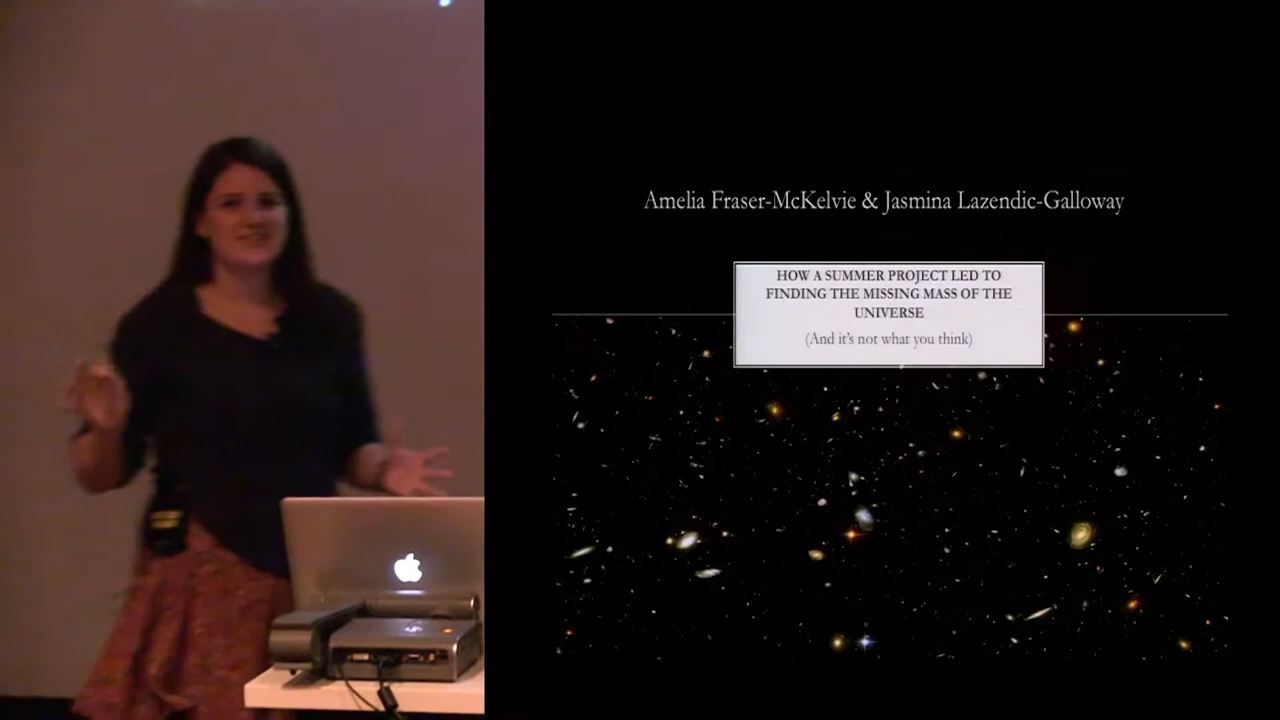 Amelia Fraser-McKelvie & Jasmina Lazendic-Galloway
HOW A SUMMER PROJECT LED TO
FINDING THE MISSING MASS OF THE
UNIVERSE
(And it's not what you think)